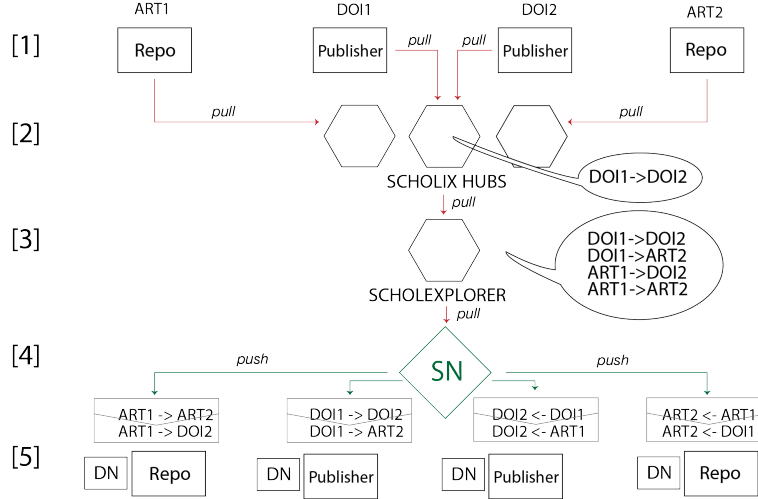 ART1 DOI1 DOI2 ART2
[1] Repo Publisher pull pull Publisher Repo
pull pull
[2]
SCHOLIX HUBS
DOI1->DOI2
pull
[3]
DOI1->DOI2
DOI1->ART2
ART1->DOI2
ART1->ART2
SCHOLEXPLORER
pull
[4]
push SN push
ART1 -> ART2
ART1 -> DOI2
DOI1 -> DOI2
DOI1 -> ART2
DOI2 <- DOI1
DOI2 <- ART1
ART2 <- ART1
ART2 <- DOI1
[5] DN Repo DN Publisher DN Publisher DN Repo